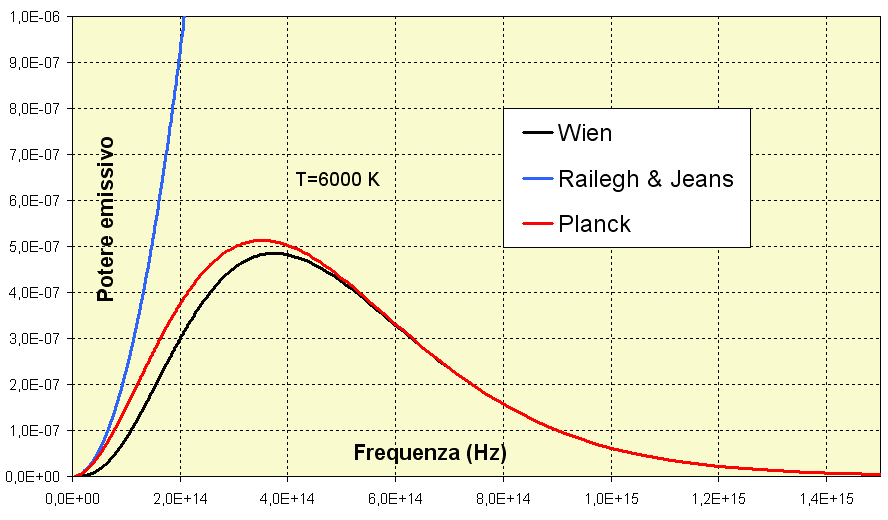 1,0E-06
9,0E-07
8,0E-07
7,0E-07
6,0E-07
5,0E-07
4,0E-07
3,0E-07
2,0E-07
1,0E-07
0,0E+00
Potere emissivo
T=6000 K
Wien
Railegh & Jeans
Planck
Frequenza (Hz)
0,0E+00 2,0E+14 4,0E+14 6,0E+14 8,0E+14 1,0E+15 1,2E+15 1,4E+15